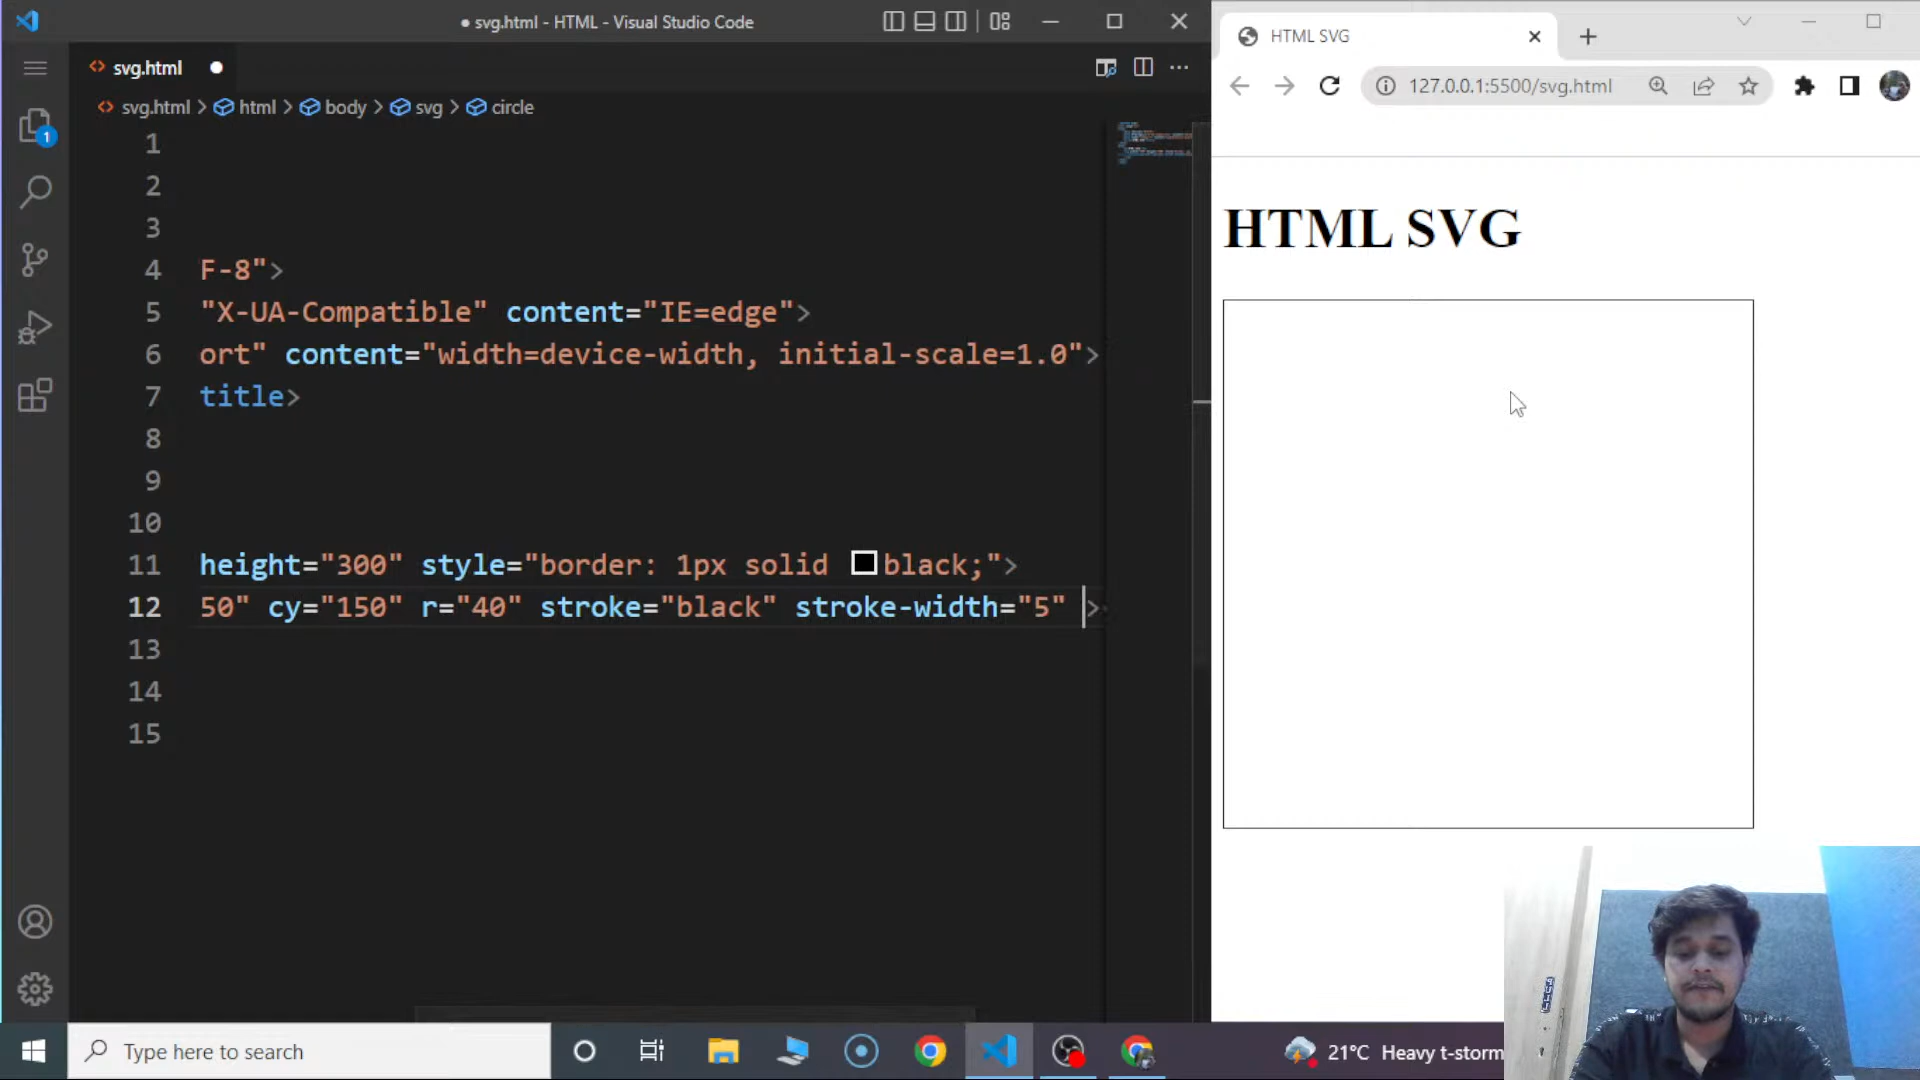 ● svg.html - HTML - Visual Studio Code
svg.html
svg.html > html > body > svg > circle
1
2
3
4 F-8">
5 "X-UA-Compatible" content="IE=edge">
6 ort" content="width=device-width, initial-scale=1.0">
7 title>
8
9
10
11 height="300" style="border: 1px solid black;">
12 50" cy="150" r="40" stroke="black" stroke-width="5" >
13
14
15
1
HTML SVG
127.0.0.1:5500/svg.html
HTML SVG
Type here to search
21°C Heavy t-storm